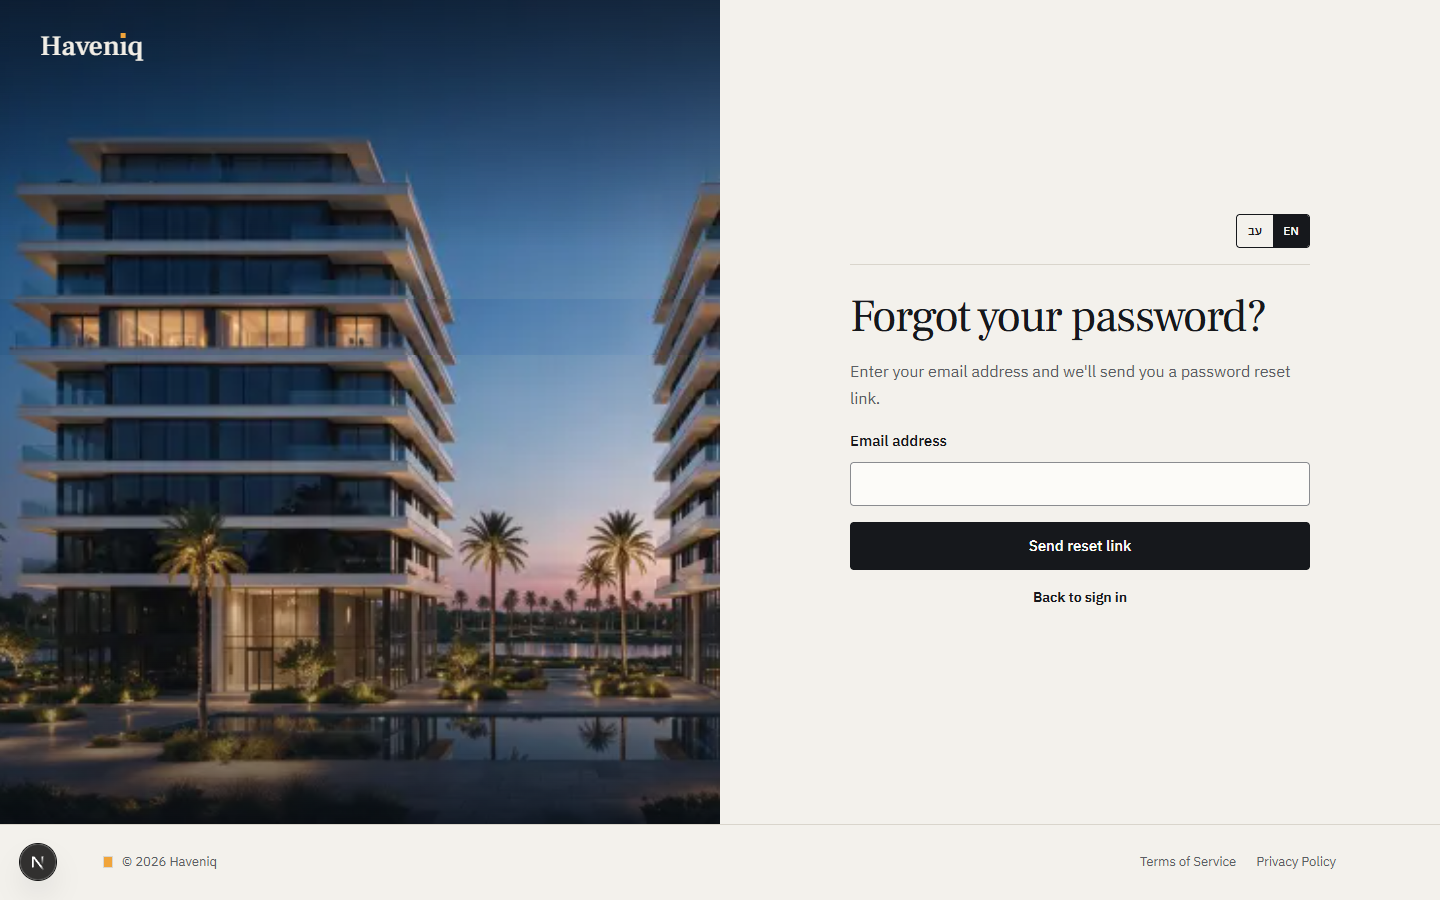 Haveniq
עב EN
Forgot your password?
Enter your email address and we'll send you a password reset
link.
Email address
Send reset link
Back to sign in
N
© 2026 Haveniq
Terms of Service Privacy Policy